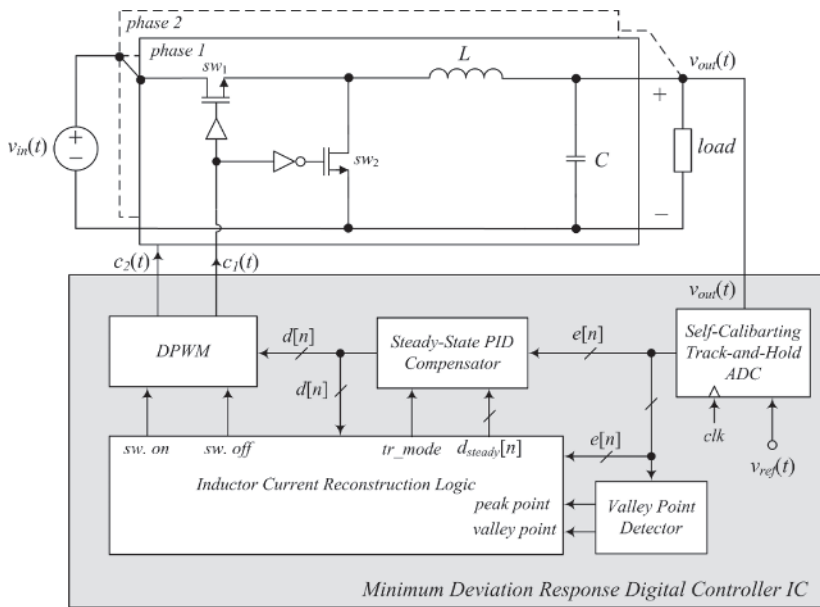 phase 2
phase 1
sw1
L
vout(t)
+
vin(t)
+
−
sw2
C
load
−
c2(t)
c1(t)
vout(t)
DPWM
d[n]
d[n]
Steady-State PID
Compensator
e[n]
Self-Calibarting
Track-and-Hold
ADC
clk
vref(t)
sw. on
sw. off
tr_mode
dsteady[n]
e[n]
Inductor Current Reconstruction Logic
peak point
valley point
Valley Point
Detector
Minimum Deviation Response Digital Controller IC